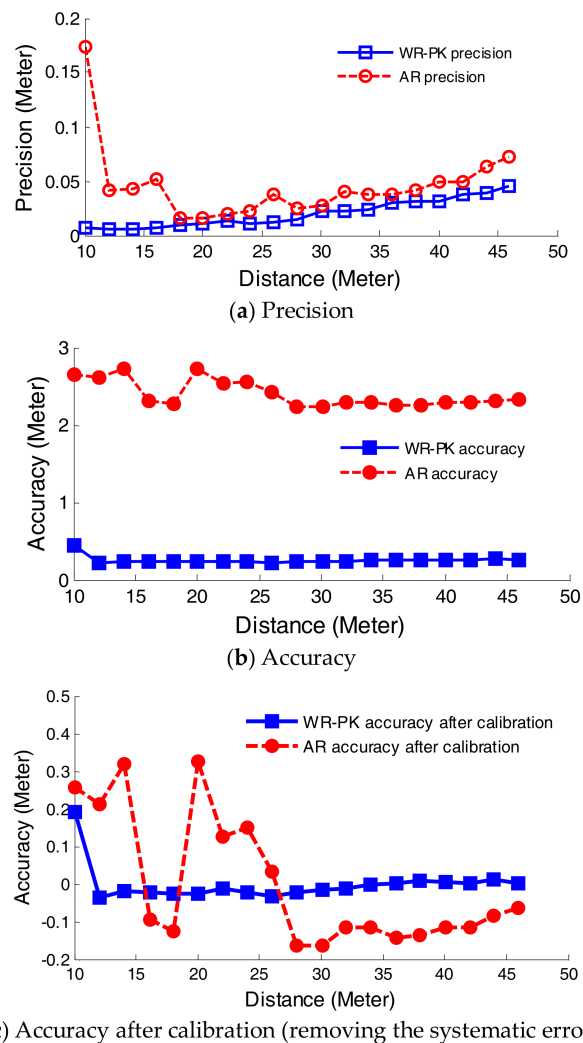 0.2
0.15
0.1
0.05
0
Precision (Meter)
WR-PK precision
AR precision
10 15 20 25 30 35 40 45 50
Distance (Meter)
(a) Precision
3
2
1
0
Accuracy (Meter)
WR-PK accuracy
AR accuracy
10 15 20 25 30 35 40 45 50
Distance (Meter)
(b) Accuracy
0.5
0.4
0.3
0.2
0.1
0
-0.1
-0.2
Accuracy (Meter)
WR-PK accuracy after calibration
AR accuracy after calibration
10 15 20 25 30 35 40 45 50
Distance (Meter)
) Accuracy after calibration (removing the systematic erro